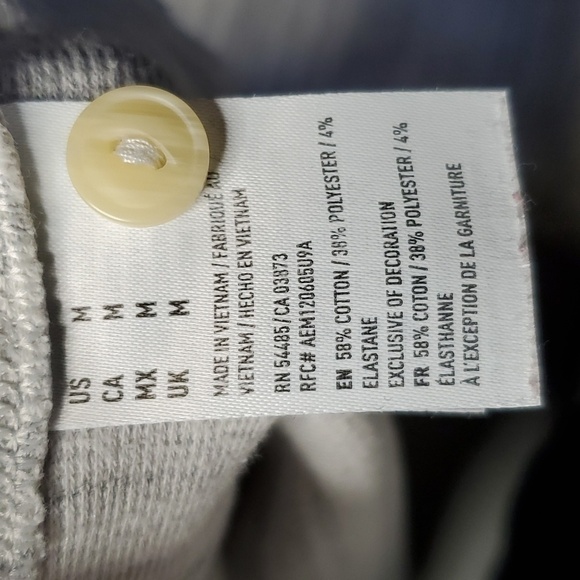 US M
CA M
MX M
UK M
MADE IN VIETNAM / FABRIQUÉ AU
VIETNAM / HECHO EN VIETNAM
RN 54485 / CA 03873
RFC# AEM120605U9A
EN 58% COTTON / 38% POLYESTER / 4%
ELASTANE
EXCLUSIVE OF DECORATION
FR 58% COTON / 38% POLYESTER / 4%
ÉLASTHANNE
À L'EXCEPTION DE LA GARNITURE